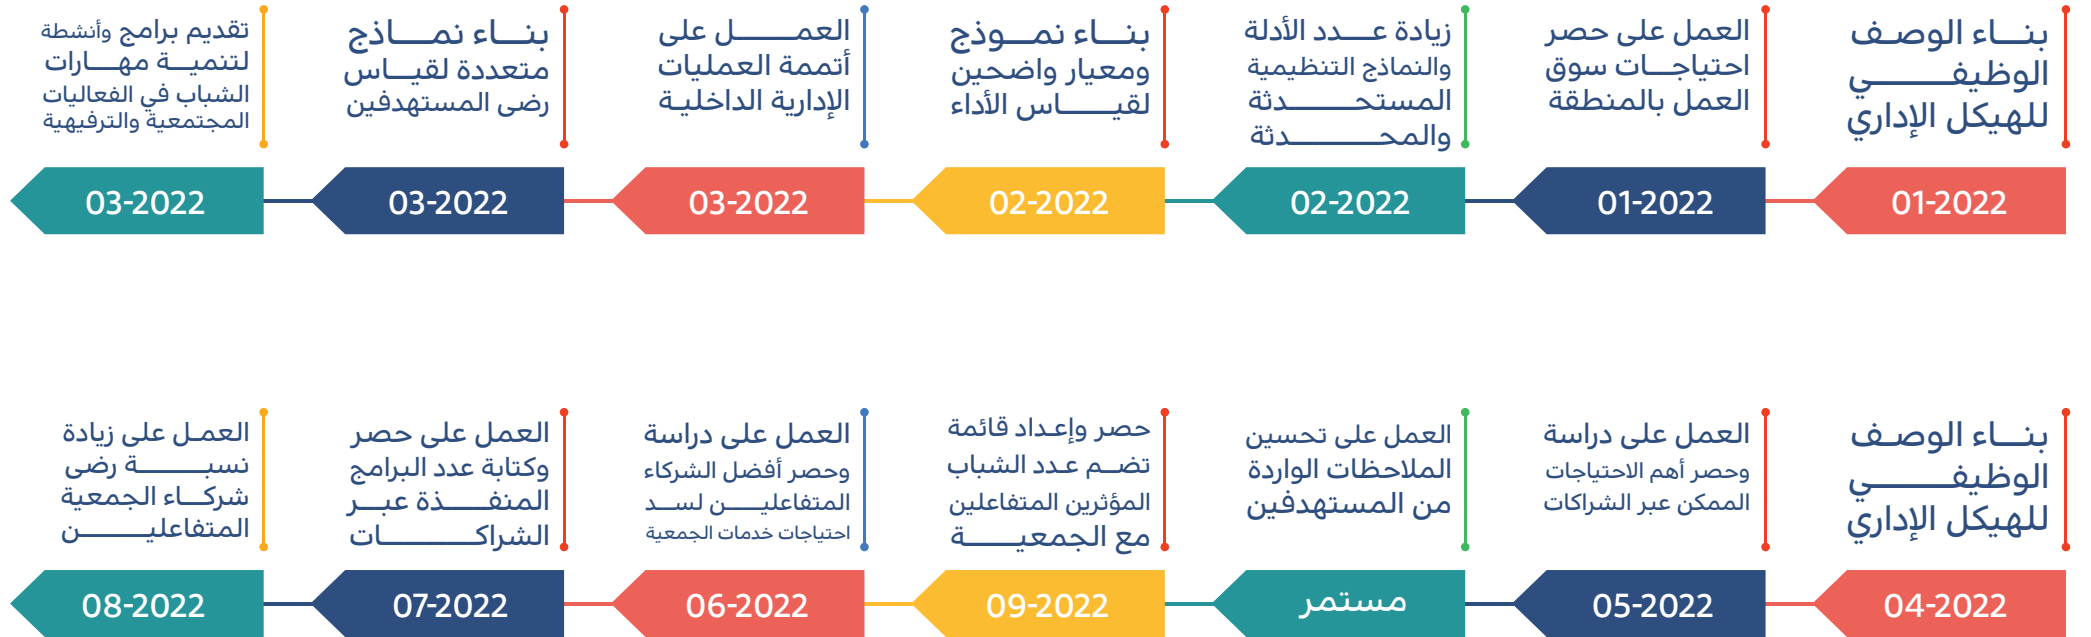 بناء الوصف
الوظيفي
للهيكل الإداري
01-2022
العمل على حصر
احتياجات سوق
العمل بالمنطقة
01-2022
زيادة عدد الأدلة
والنماذج التنظيمية
المستحدثة
والمحدثة
02-2022
بناء نموذج
ومعيار واضحين
لقياس الأداء
02-2022
العمل على
أتممة العمليات
الإدارية الداخلية
03-2022
بناء نماذج
متعددة لقياس
رضى المستهدفين
03-2022
تقديم برامج وأنشطة
لتنمية مهارات
الشباب في الفعاليات
المجتمعية والترفيهية
03-2022
بناء الوصف
الوظيفي
للهيكل الإداري
04-2022
العمل على دراسة
وحصر أهم الاحتياجات
الممكن عبر الشراكات
05-2022
العمل على تحسين
الملاحظات الواردة
من المستهدفين
مستمر
حصر وإعداد قائمة
تضم عدد الشباب
المؤثرين المتفاعلين
مع الجمعية
09-2022
العمل على دراسة
وحصر أفضل الشركاء
المتفاعلين لسد
احتياجات خدمات الجمعية
06-2022
العمل على حصر
وكتابة عدد البرامج
المنفذة عبر
الشراكات
07-2022
العمل على زيادة
نسبة رضى
شركاء الجمعية
المتفاعلين
08-2022